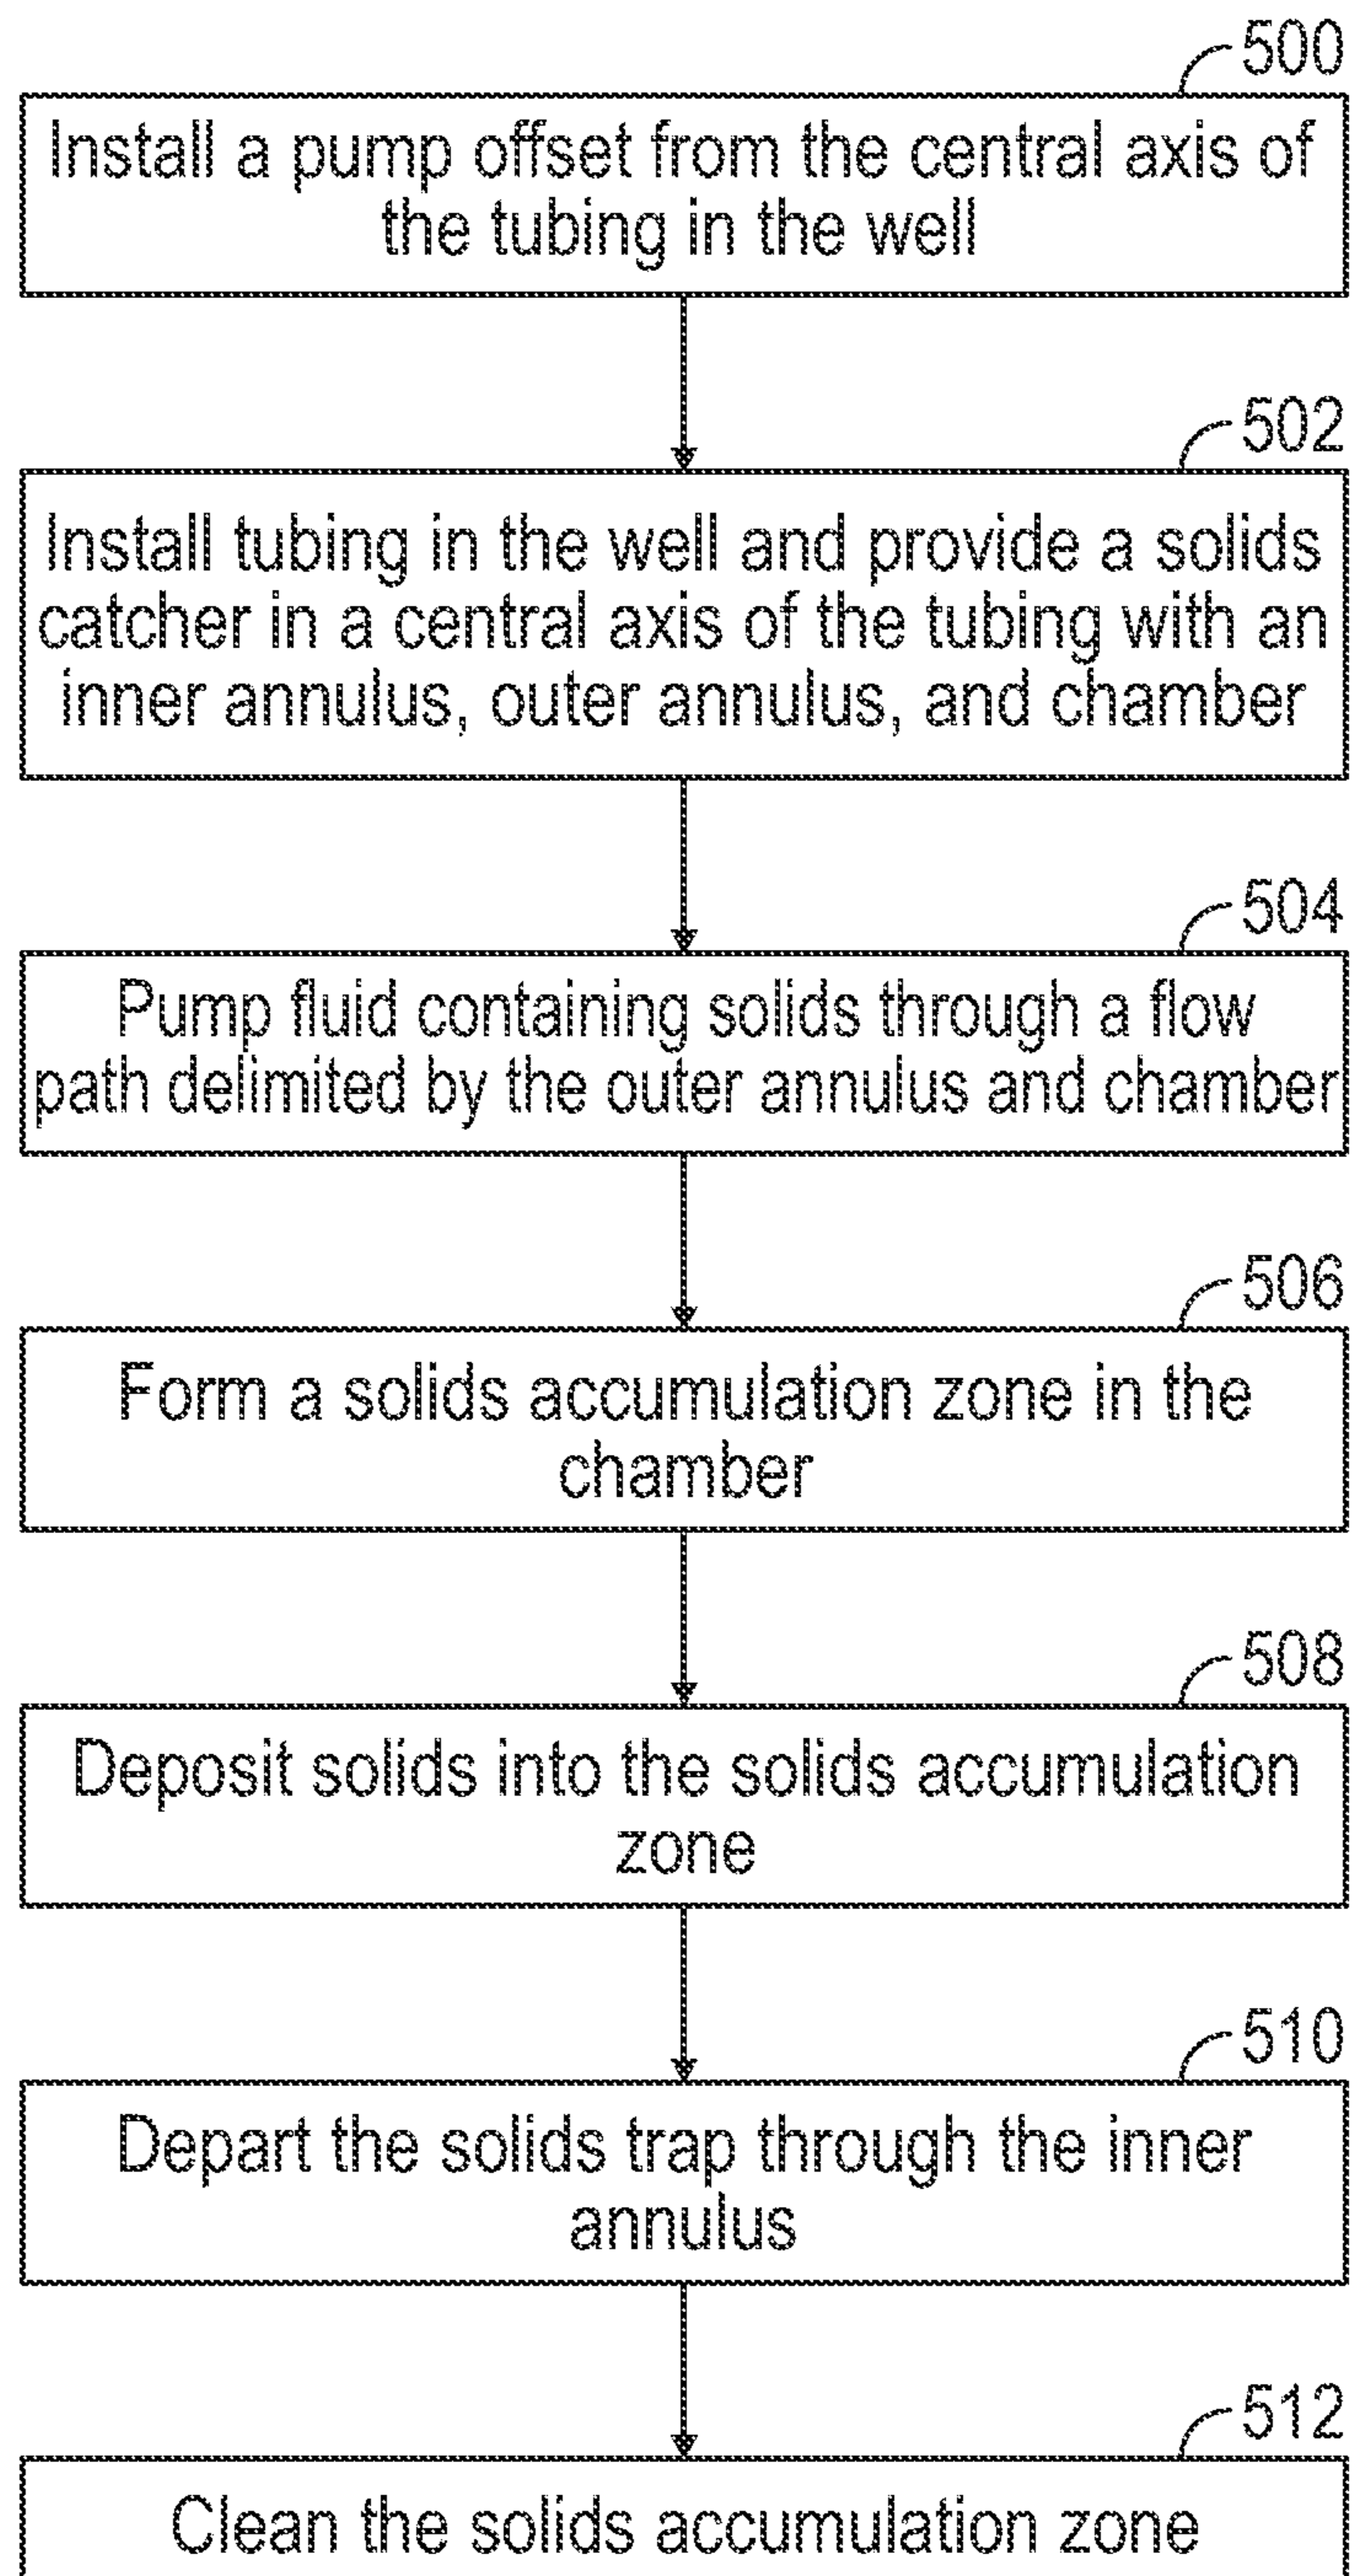 500
Install a pump offset from the central axis of
the tubing in the well
502
Install tubing in the well and provide a solids
catcher in a central axis of the tubing with an
inner annulus, outer annulus, and chamber
504
Pump fluid containing solids through a flow
path delimited by the outer annulus and chamber
506
Form a solids accumulation zone in the
chamber
508
Deposit solids into the solids accumulation
zone
510
Depart the solids trap through the inner
annulus
512
Clean the solids accumulation zone